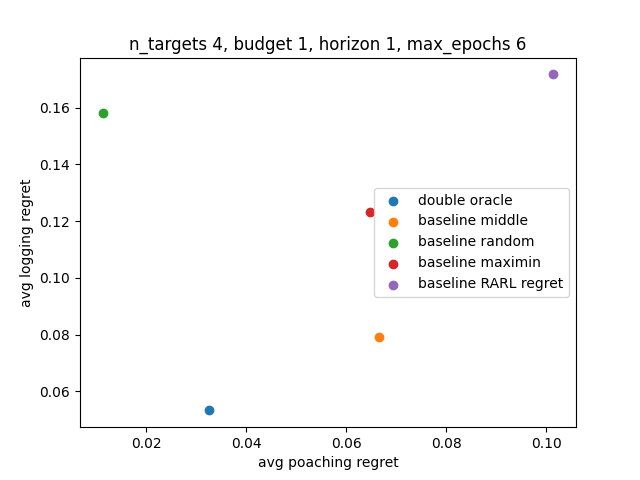 n_targets 4, budget 1, horizon 1, max_epochs 6
avg logging regret
0.16
0.14
0.12
0.10
0.08
0.06
double oracle
baseline middle
baseline random
baseline maximin
baseline RARL regret
0.02
0.04
0.06
0.08
0.10
avg poaching regret